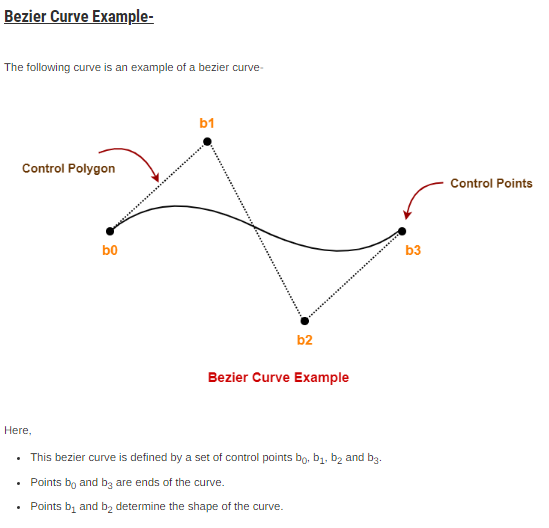 Bezier Curve Example-
The following curve is an example of a bezier curve-
b1
Control Polygon
Control Points
b0
b3
b2
Bezier Curve Example
Here,
• This bezier curve is defined by a set of control points b₀, b₁, b₂ and b₃.
• Points b₀ and b₃ are ends of the curve.
• Points b₁ and b₂ determine the shape of the curve.